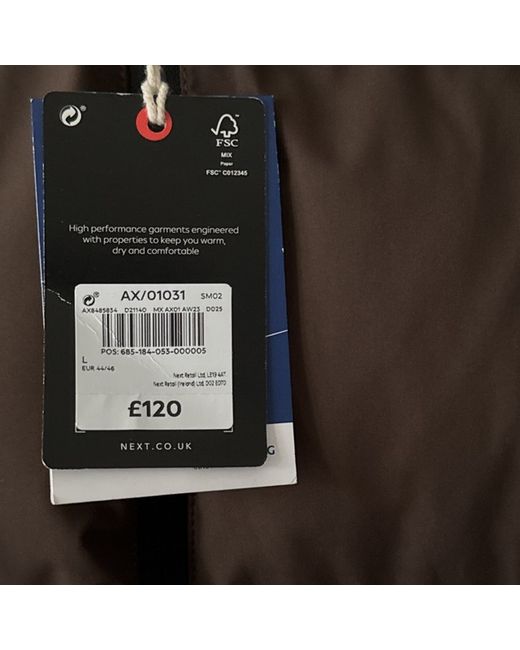 FSC
MIX
Paper
FSC™ C012345
High performance garments engineered
with properties to keep you warm,
dry and comfortable
AX/01031 SM02
AX8485834 D21140 MX AX01 AW23 D025
POS: 685-184-053-000005
L
EUR 44/46
Next Retail Ltd, LE19 4AT
Next Retail (Ireland) Ltd, D02 ED70
£120
NEXT.CO.UK
G